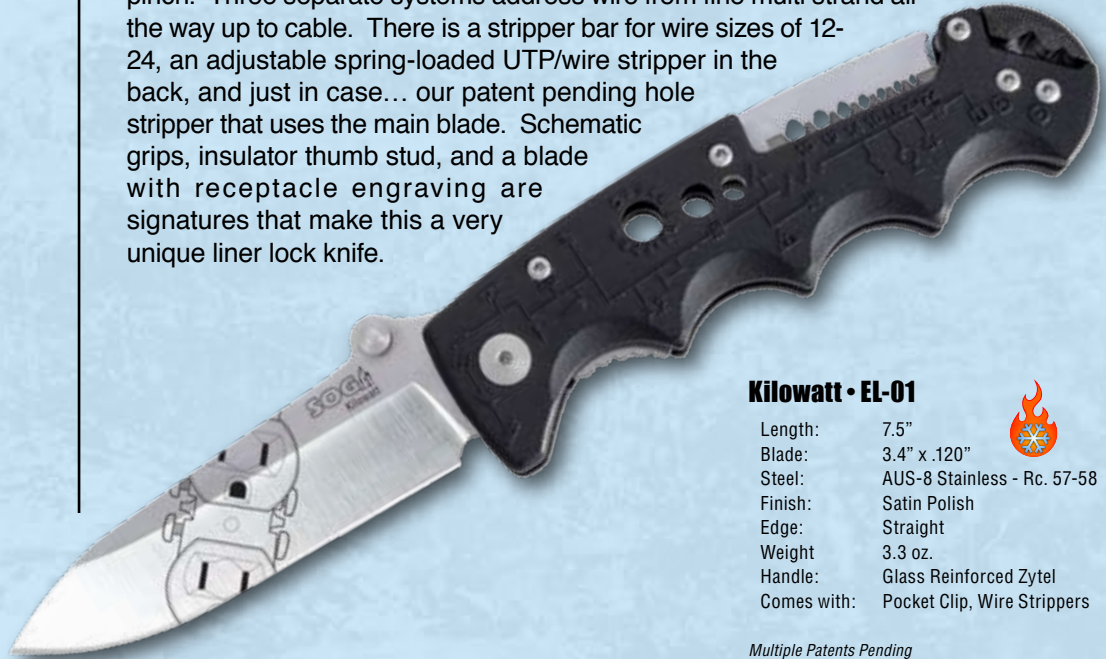 the way up to cable.  There is a stripper bar for wire sizes of 12-
24, an adjustable spring-loaded UTP/wire stripper in the
back, and just in case… our patent pending hole
stripper that uses the main blade.  Schematic
grips, insulator thumb stud, and a blade
with receptacle engraving are
signatures that make this a very
unique liner lock knife.
SOG
Kilowatt
Kilowatt • EL-01
Length: 7.5”
Blade: 3.4” x .120”
Steel: AUS-8 Stainless - Rc. 57-58
Finish: Satin Polish
Edge: Straight
Weight 3.3 oz.
Handle: Glass Reinforced Zytel
Comes with: Pocket Clip, Wire Strippers
Multiple Patents Pending